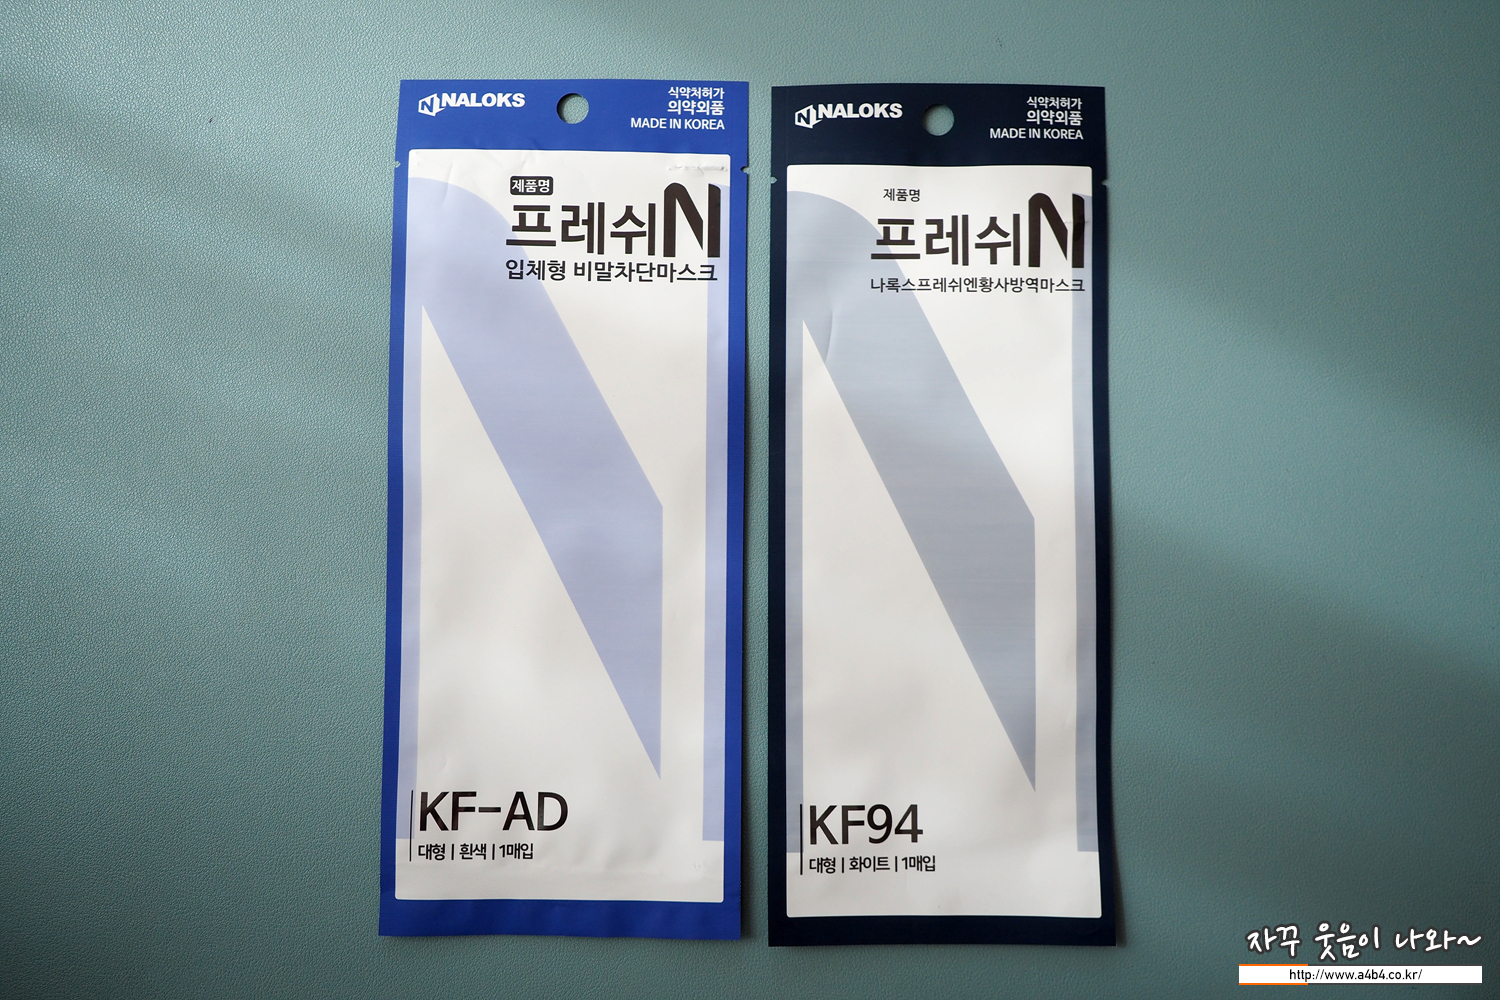 NALOKS
식약처허가
의약외품
MADE IN KOREA
제품명
프레쉬N
입체형 비말차단마스크
KF-AD
대형 | 흰색 | 1매입
NALOKS
식약처허가
의약외품
MADE IN KOREA
제품명
프레쉬N
나록스프레쉬엔황사방역마스크
KF94
대형 | 화이트 | 1매입
자꾸 웃음이 나와~
http://www.a4b4.co.kr/